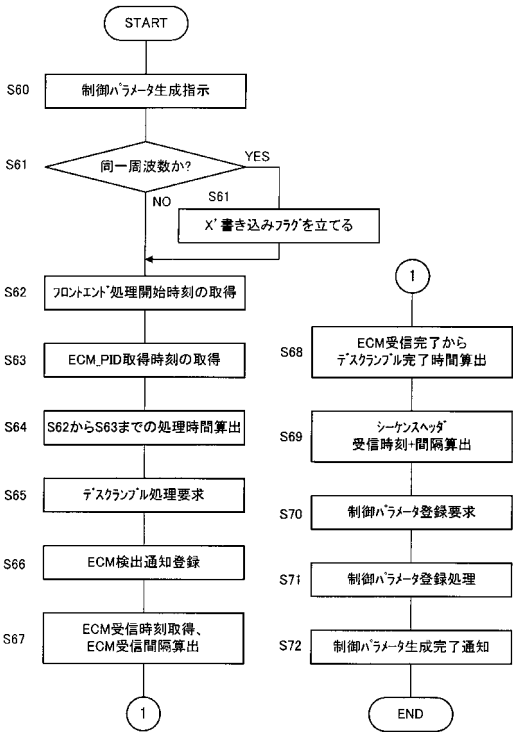 START
S60
制御パラメータ生成指示
S61
同一周波数か?
YES
NO
S61
X'書き込みフラグを立てる
S62
フロントエンド処理開始時刻の取得
S63
ECM_PID取得時刻の取得
S64
S62からS63までの処理時間算出
S65
デスクランブル処理要求
S66
ECM検出通知登録
S67
ECM受信時刻取得、
ECM受信間隔算出
1
1
S68
ECM受信完了から
デスクランブル完了時間算出
S69
シーケンスヘッダ
受信時刻+間隔算出
S70
制御パラメータ登録要求
S71
制御パラメータ登録処理
S72
制御パラメータ生成完了通知
END